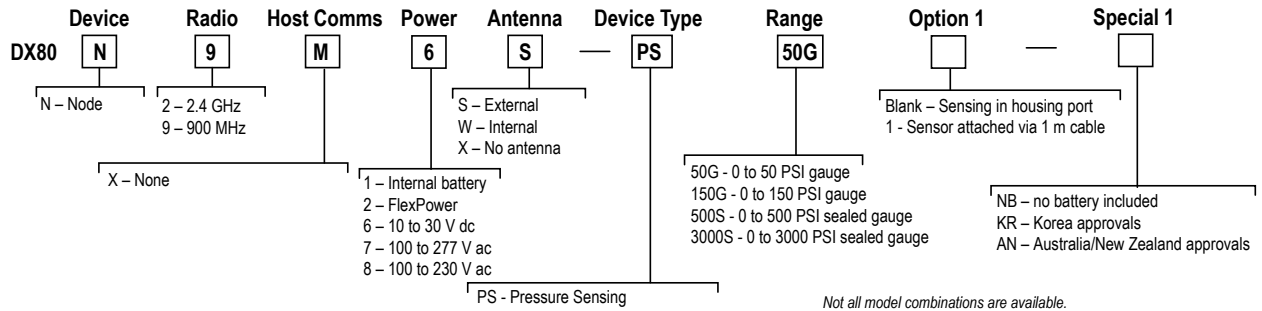 Device Radio Host Comms Power Antenna Device Type Range Option 1 Special 1
DX80 N 9 M 6 S — PS 50G —
N – Node
2 – 2.4 GHz
9 – 900 MHz
X – None
1 – Internal battery
2 – FlexPower
6 – 10 to 30 V dc
7 – 100 to 277 V ac
8 – 100 to 230 V ac
S – External
W – Internal
X – No antenna
PS - Pressure Sensing
50G - 0 to 50 PSI gauge
150G - 0 to 150 PSI gauge
500S - 0 to 500 PSI sealed gauge
3000S - 0 to 3000 PSI sealed gauge
Blank – Sensing in housing port
1 - Sensor attached via 1 m cable
NB – no battery included
KR – Korea approvals
AN – Australia/New Zealand approvals
Not all model combinations are available.